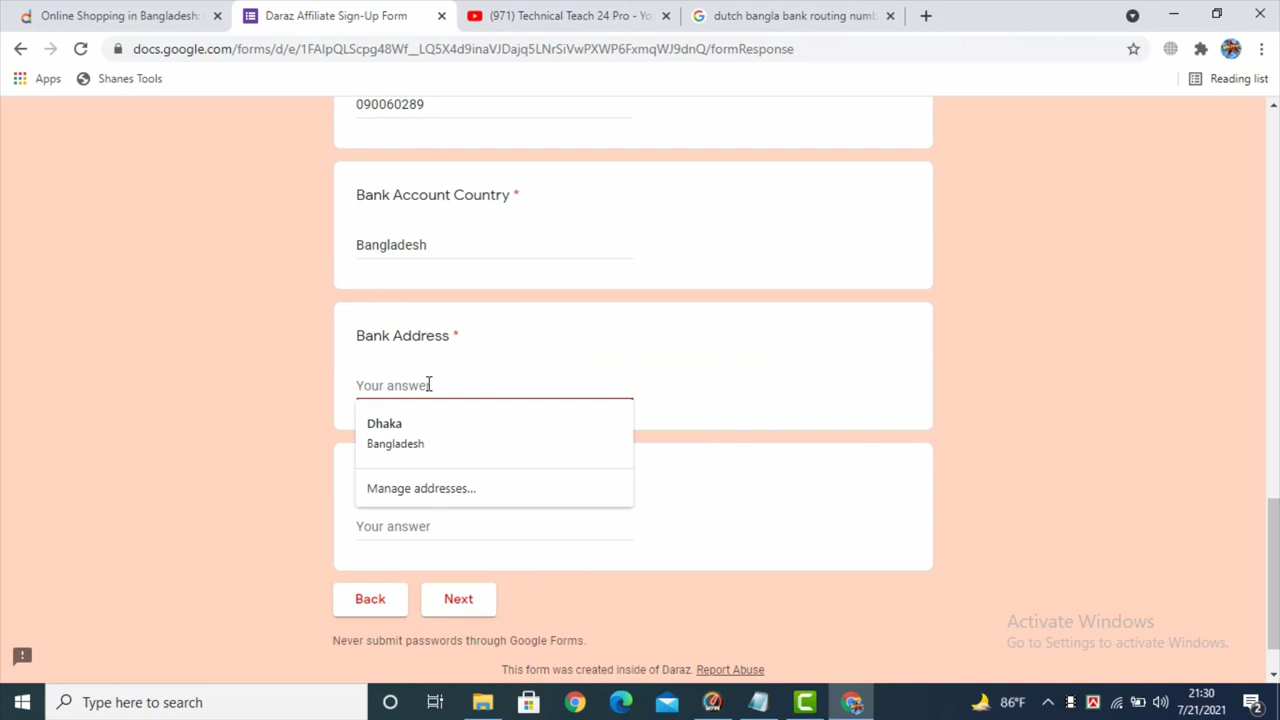 Online Shopping in Bangladesh:
Daraz Affiliate Sign-Up Form
(971) Technical Teach 24 Pro - Yo
dutch bangla bank routing numb
docs.google.com/forms/d/e/1FAIpQLScpg48Wf__LQ5X4d9inaVJDajq5LNrSiVwPXWP6FxmqWJ9dnQ/formResponse
Apps
Shanes Tools
Reading list
090060289
Bank Account Country *
Bangladesh
Bank Address *
Your answer
Dhaka
Bangladesh
Manage addresses...
Your answer
Back
Next
Never submit passwords through Google Forms.
This form was created inside of Daraz. Report Abuse
Activate Windows
Go to Settings to activate Windows.
Type here to search
86°F
21:30
7/21/2021
2